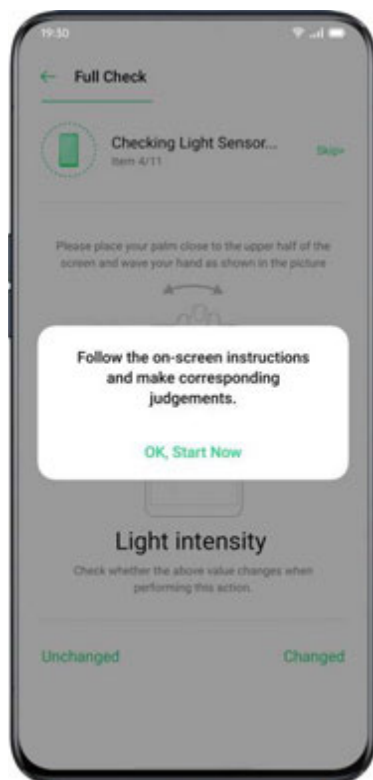 19:30
Full Check
Checking Light Sensor...
Item 4/11
Skip»
Please place your palm close to the upper half of the
screen and wave your hand as shown in the picture
Follow the on-screen instructions
and make corresponding
judgements.
OK, Start Now
Light intensity
Check whether the above value changes when
performing this action.
Unchanged
Changed